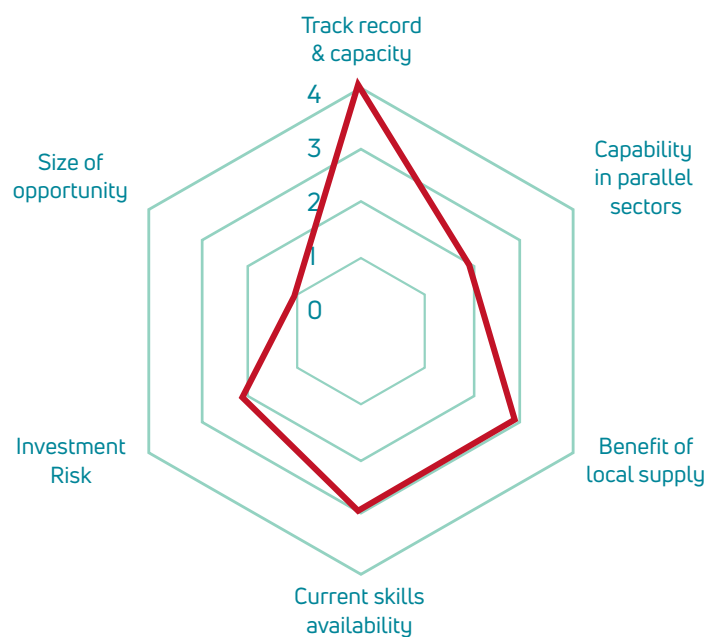 Track record
& capacity
4
3
2
1
0
Size of
opportunity
Capability
in parallel
sectors
Investment
Risk
Benefit of
local supply
Current skills
availability